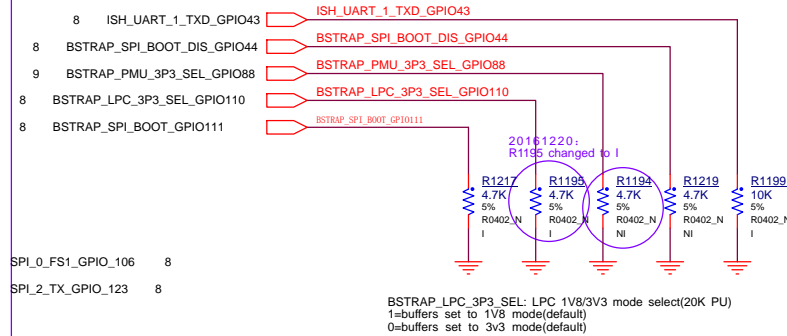 8 ISH_UART_1_TXD_GPIO43 ISH_UART_1_TXD_GPIO43
8 BSTRAP_SPI_BOOT_DIS_GPIO44 BSTRAP_SPI_BOOT_DIS_GPIO44
9 BSTRAP_PMU_3P3_SEL_GPIO88 BSTRAP_PMU_3P3_SEL_GPIO88
8 BSTRAP_LPC_3P3_SEL_GPIO110 BSTRAP_LPC_3P3_SEL_GPIO110
8 BSTRAP_SPI_BOOT_GPIO111 BSTRAP_SPI_BOOT_GPIO111
20161220:
R1195 changed to I
R1217 R1195 R1194 R1219 R1199
4.7K 4.7K 4.7K 4.7K 10K
5% 5% 5% 5% 5%
R0402_N R0402_N R0402_N R0402_N R0402_N
I I NI NI I
SPI_0_FS1_GPIO_106 8
SPI_2_TX_GPIO_123 8
BSTRAP_LPC_3P3_SEL: LPC 1V8/3V3 mode select(20K PU)
1=buffers set to 1V8 mode(default)
0=buffers set to 3v3 mode(default)